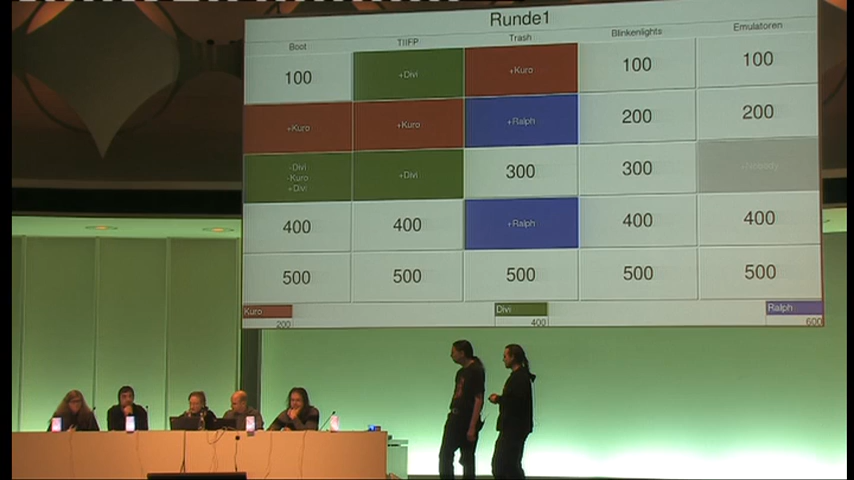 Runde1
Boot TIIFP Trash Blinkenlights Emulatoren
100 +Divi +Kuro 100 100
+Kuro +Kuro +Ralph 200 200
-Divi
-Kuro
+Divi
+Divi 300 300 +Nobody
400 400 +Ralph 400 400
500 500 500 500 500
Kuro Divi Ralph
200 400 600